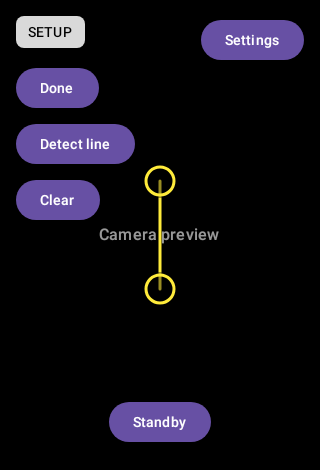 SETUP
Settings
Done
Detect line
Clear
Camera preview
Standby